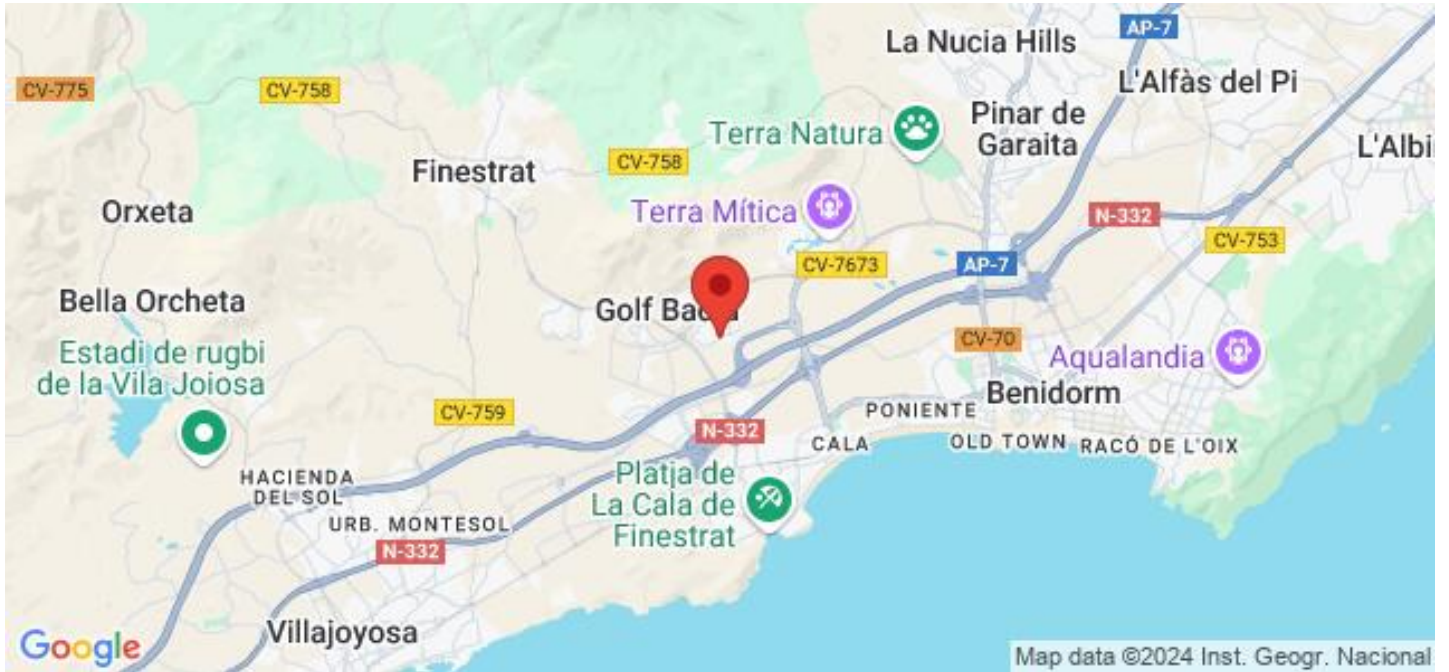 AP-7
La Nucia Hills
L'Alfàs del Pi
CV-775
CV-758
Pinar de
Garaita
Terra Natura
L'Albi
CV-758
Finestrat
Orxeta
Terra Mítica
N-332
CV-753
CV-7673
AP-7
Bella Orcheta
Golf
Estadi de rugbi
de la Vila Joiosa
CV-70
Aqualandia
Benidorm
CV-759
PONIENTE
N-332
CALA
OLD TOWN
RACÓ DE L'OIX
HACIENDA
DEL SOL
Platja de
La Cala de
Finestrat
URB. MONTESOL
N-332
Villajoyosa
Google
Map data ©2024 Inst. Geogr. Nacional